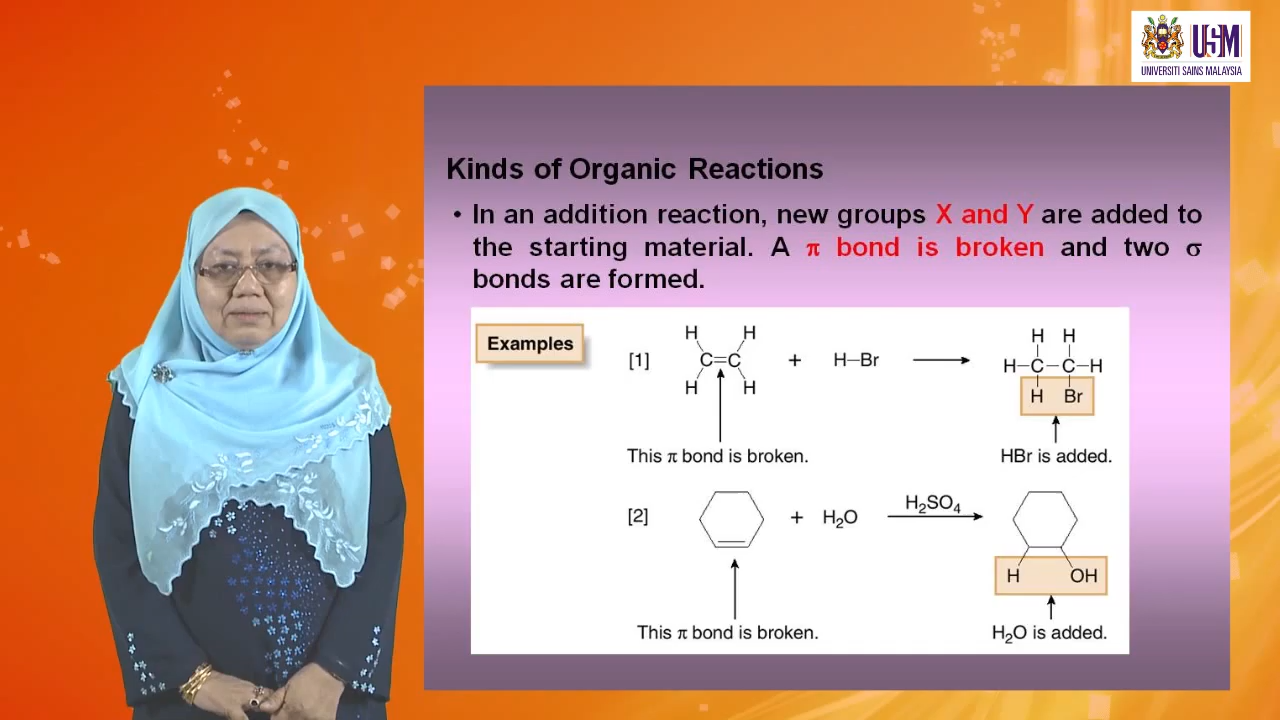 USM
UNIVERSITI SAINS MALAYSIA
Kinds of Organic Reactions
• In an addition reaction, new groups X and Y are added to
the starting material. A π bond is broken and two σ
bonds are formed.
Examples
[1]
H H
C=C
H H
+ H–Br
H H
H–C–C–H
H Br
This π bond is broken.
HBr is added.
[2] + H₂O
H₂SO₄
H OH
This π bond is broken.
H₂O is added.